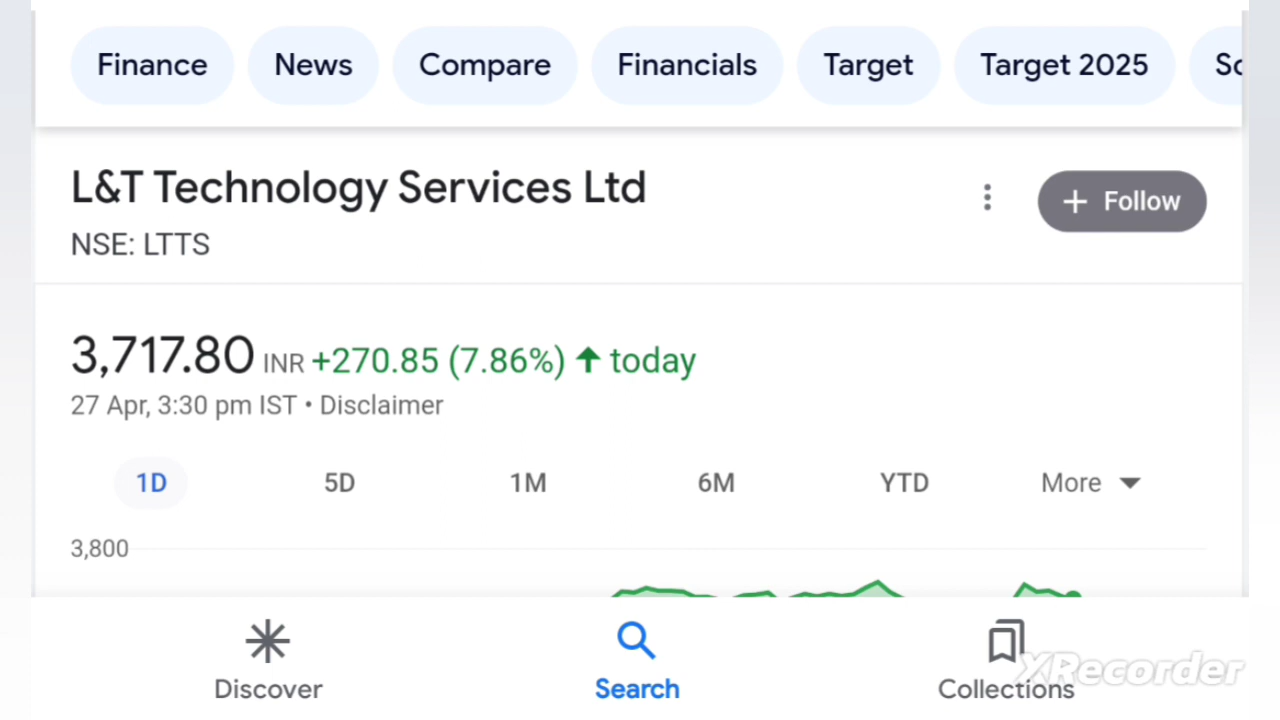 Finance News Compare Financials Target Target 2025 Sc
L&T Technology Services Ltd
+ Follow
NSE: LTTS
3,717.80 INR +270.85 (7.86%) ↑ today
27 Apr, 3:30 pm IST • Disclaimer
1D 5D 1M 6M YTD More
3,800
Discover Search Collections
XRecorder